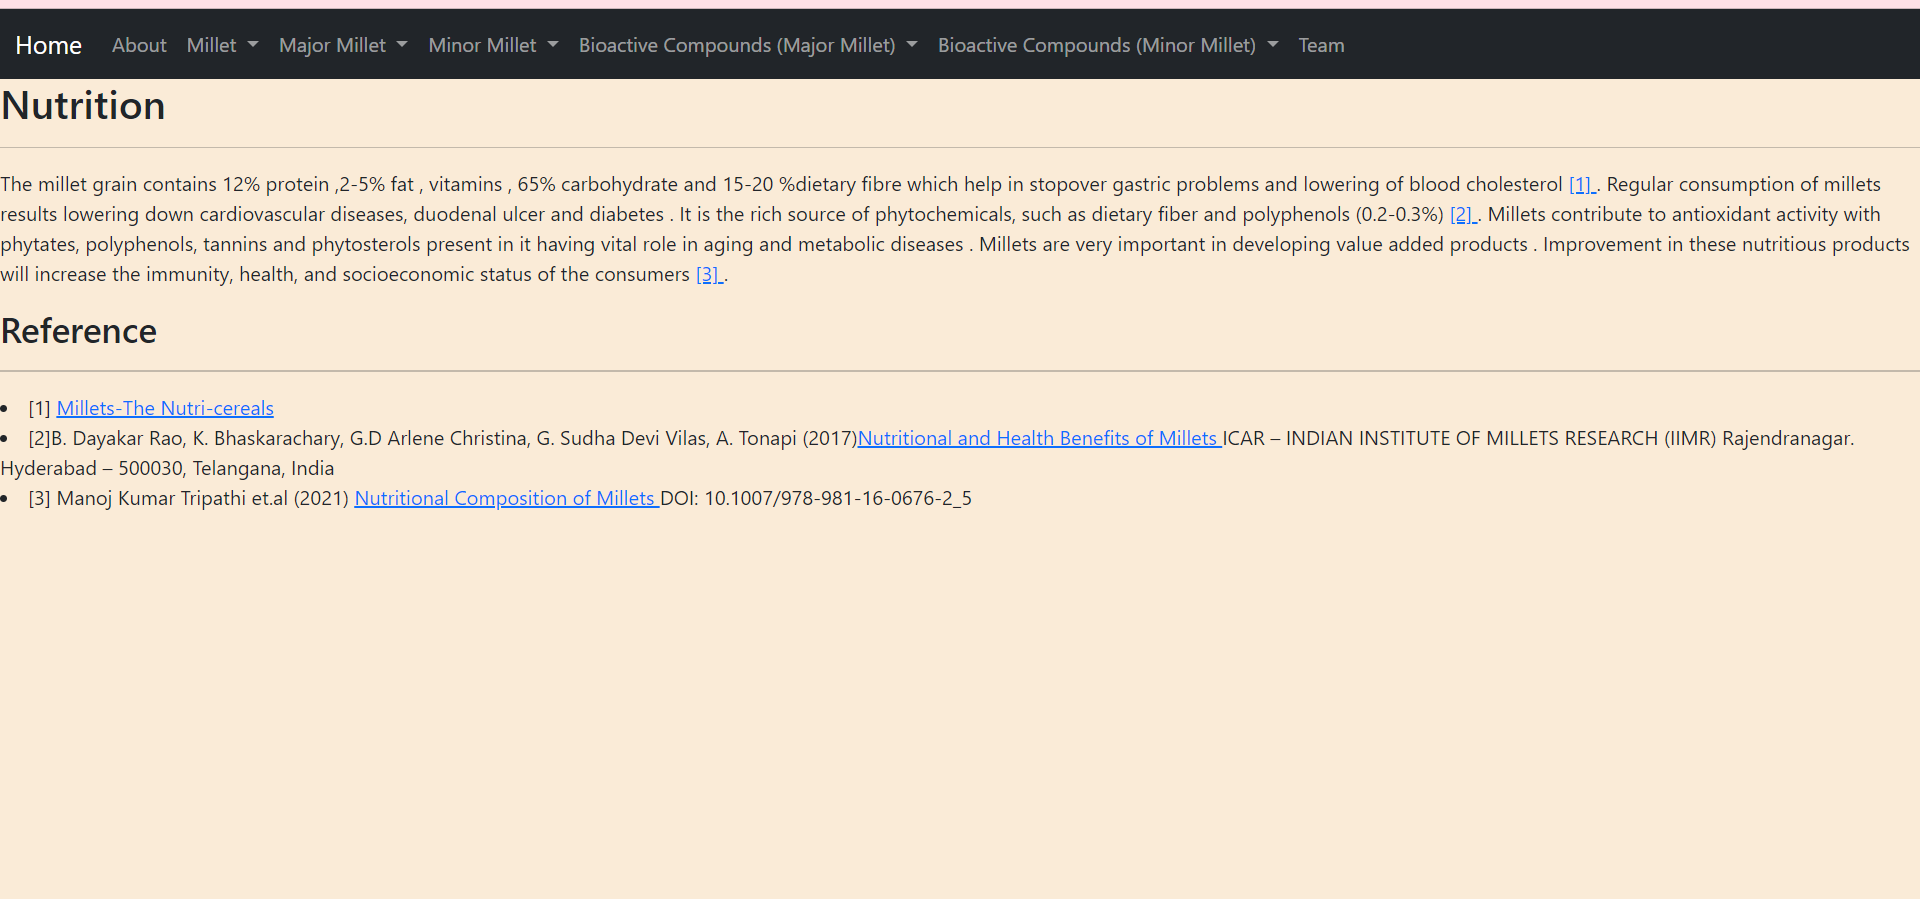 Home About Millet Major Millet Minor Millet Bioactive Compounds (Major Millet) Bioactive Compounds (Minor Millet) Team
Nutrition
The millet grain contains 12% protein ,2-5% fat , vitamins , 65% carbohydrate and 15-20 %dietary fibre which help in stopover gastric problems and lowering of blood cholesterol [1] . Regular consumption of millets
results lowering down cardiovascular diseases, duodenal ulcer and diabetes . It is the rich source of phytochemicals, such as dietary fiber and polyphenols (0.2-0.3%) [2] . Millets contribute to antioxidant activity with
phytates, polyphenols, tannins and phytosterols present in it having vital role in aging and metabolic diseases . Millets are very important in developing value added products . Improvement in these nutritious products
will increase the immunity, health, and socioeconomic status of the consumers [3] .
Reference
• [1] Millets-The Nutri-cereals
• [2]B. Dayakar Rao, K. Bhaskarachary, G.D Arlene Christina, G. Sudha Devi Vilas, A. Tonapi (2017)Nutritional and Health Benefits of Millets ICAR – INDIAN INSTITUTE OF MILLETS RESEARCH (IIMR) Rajendranagar.
Hyderabad – 500030, Telangana, India
• [3] Manoj Kumar Tripathi et.al (2021) Nutritional Composition of Millets DOI: 10.1007/978-981-16-0676-2_5